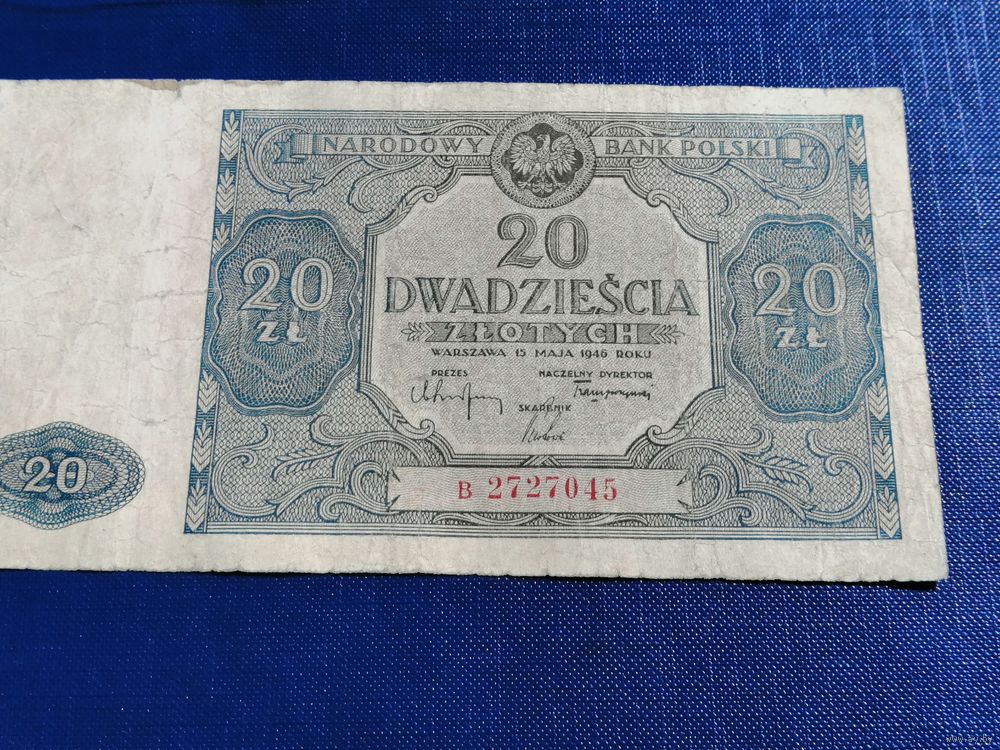 NARODOWY BANK POLSKI
20
DWADZIEŚCIA
ZŁOTYCH
WARSZAWA 15 MAJA 1946 ROKU
PREZES NACZELNY DYREKTOR
SKARBNIK
20 ZŁ
20 ZŁ
B 2727045
20